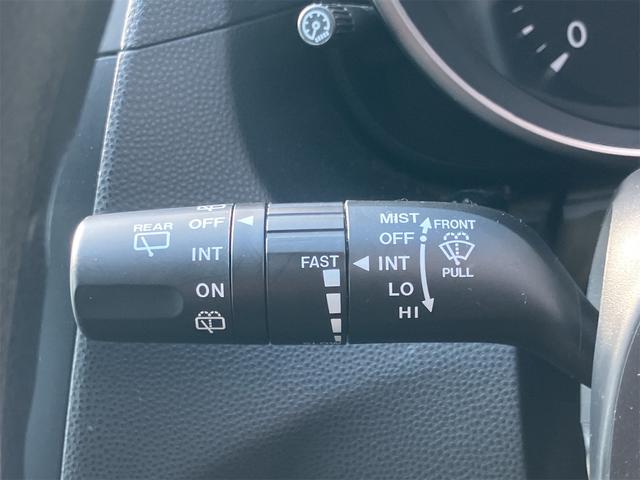 0
REAR
OFF
INT
ON
FAST
MIST
OFF
INT
LO
HI
FRONT
PULL